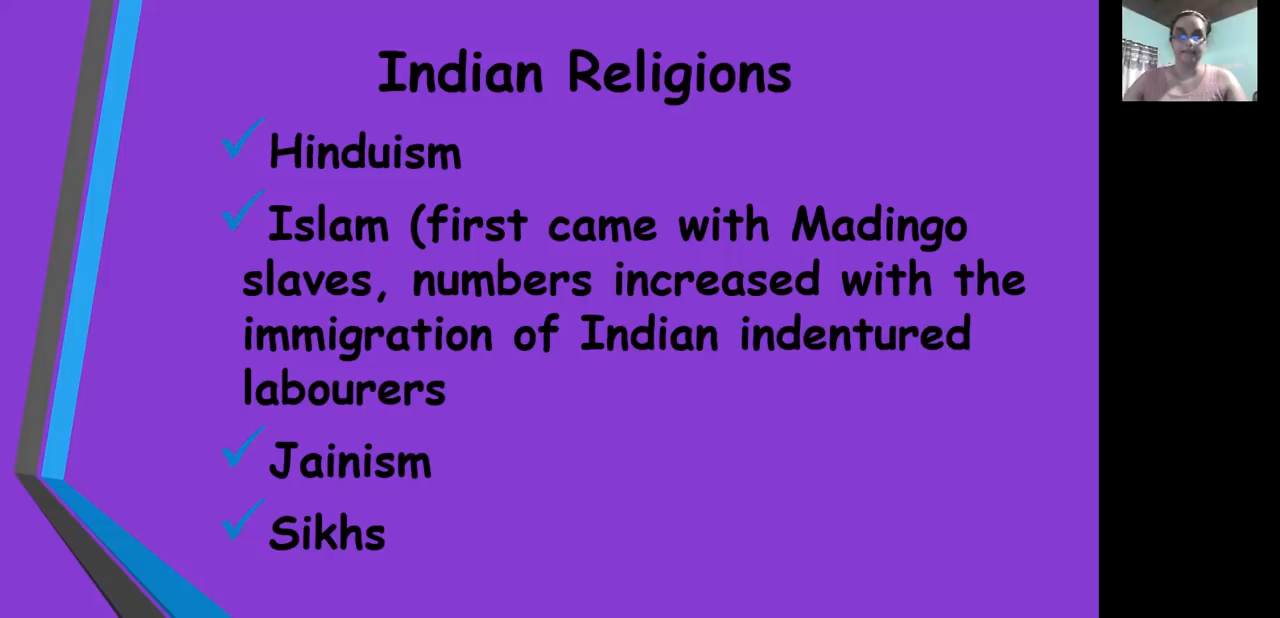 Indian Religions
✓Hinduism
✓Islam (first came with Madingo
slaves, numbers increased with the
immigration of Indian indentured
labourers
✓Jainism
✓Sikhs